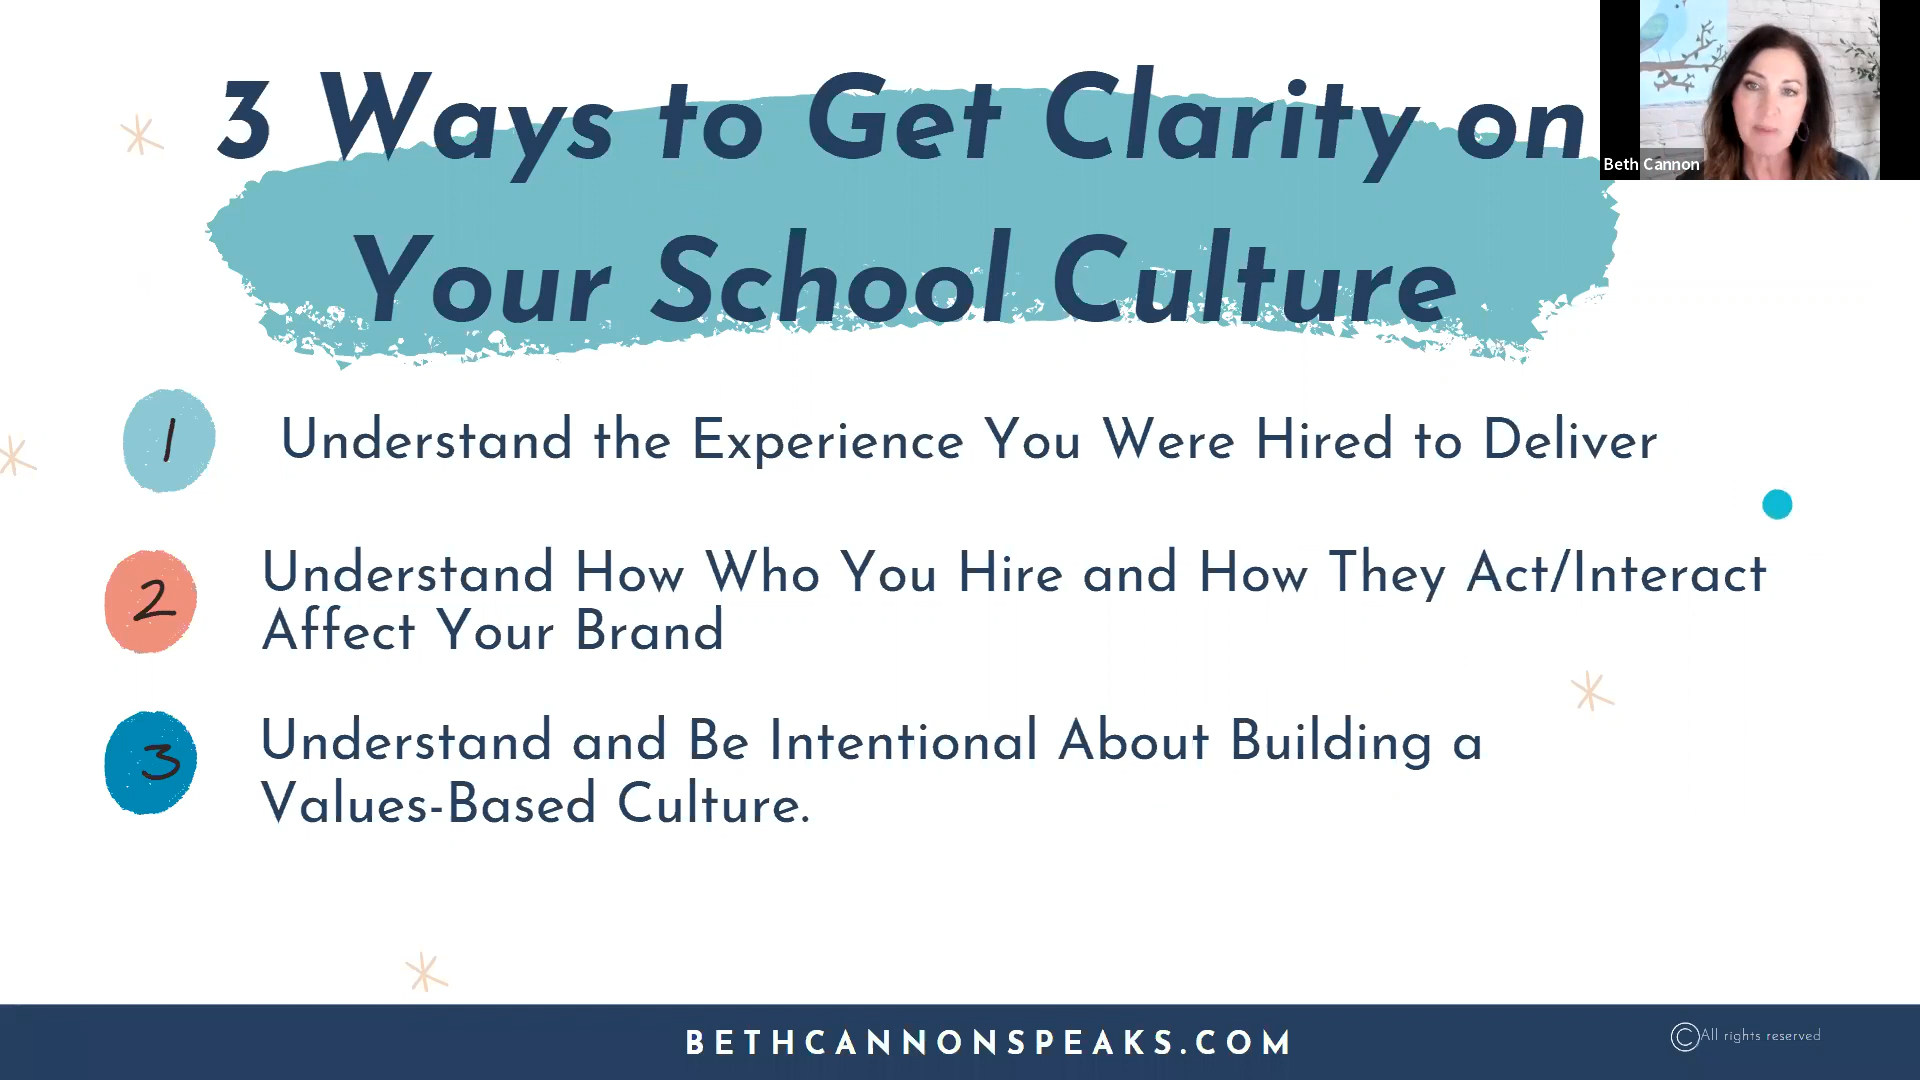 3 Ways to Get Clarity on
Your School Culture
Beth Cannon
1
Understand the Experience You Were Hired to Deliver
2
Understand How Who You Hire and How They Act/Interact
Affect Your Brand
3
Understand and Be Intentional About Building a
Values-Based Culture.
BETHCANNONSPEAKS.COM
©All rights reserved